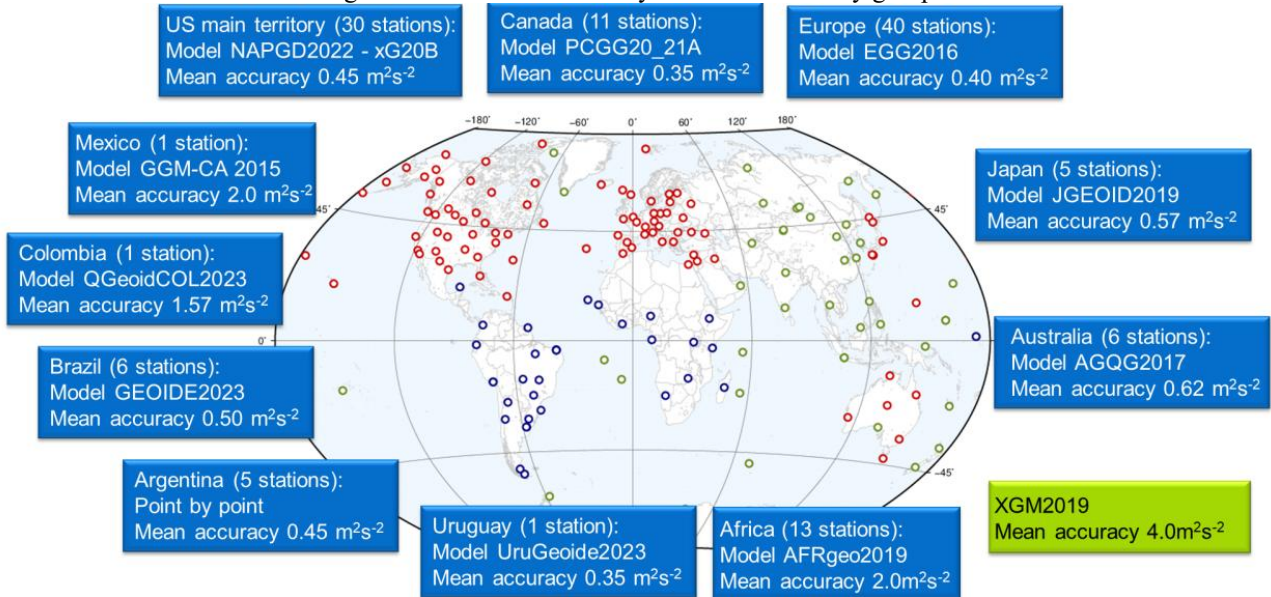 US main territory (30 stations):
Model NAPGD2022 - xG20B
Mean accuracy 0.45 m²s⁻²
Canada (11 stations):
Model PCGG20_21A
Mean accuracy 0.35 m²s⁻²
Europe (40 stations):
Model EGG2016
Mean accuracy 0.40 m²s⁻²
Mexico (1 station):
Model GGM-CA 2015
Mean accuracy 2.0 m²s⁻²
−180° −120° −60° 0° 60° 120° 180°
Japan (5 stations):
Model JGEOID2019
Mean accuracy 0.57 m²s⁻²
45° 45°
Colombia (1 station):
Model QGeoidCOL2023
Mean accuracy 1.57 m²s⁻²
0°
Australia (6 stations):
Model AGQG2017
Mean accuracy 0.62 m²s⁻²
Brazil (6 stations):
Model GEOIDE2023
Mean accuracy 0.50 m²s⁻²
−45°
Argentina (5 stations):
Point by point
Mean accuracy 0.45 m²s⁻²
Uruguay (1 station):
Model UruGeoide2023
Mean accuracy 0.35 m²s⁻²
Africa (13 stations):
Model AFRgeo2019
Mean accuracy 2.0m²s⁻²
XGM2019
Mean accuracy 4.0m²s⁻²